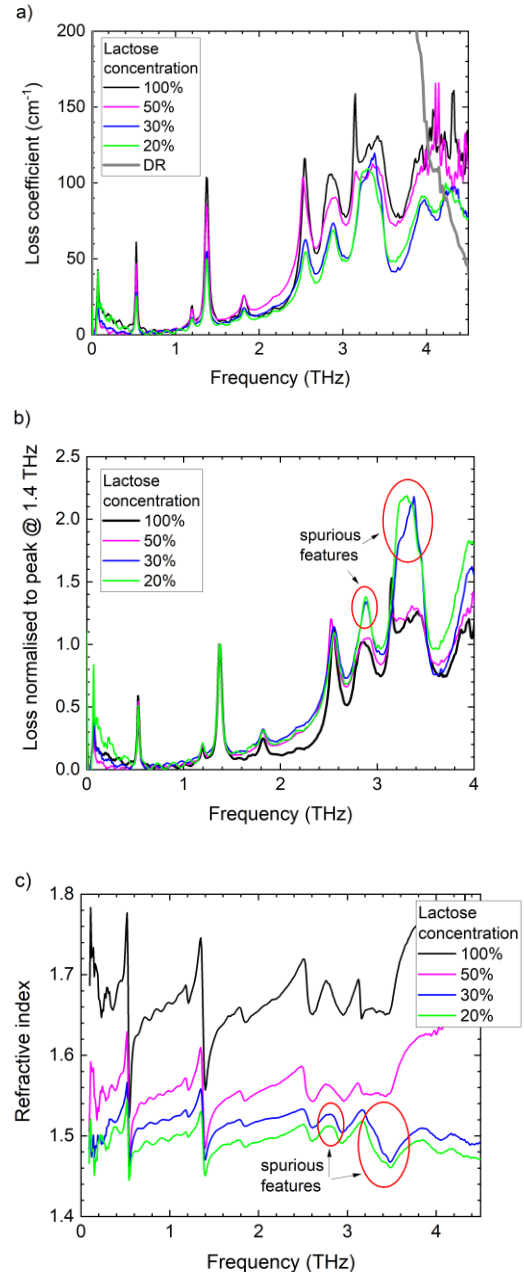 a)
200
150
100
50
0
Loss coefficient (cm⁻¹)
Lactose
concentration
100%
50%
30%
20%
DR
0
1
2
3
4
Frequency (THz)
b)
2.5
2.0
1.5
1.0
0.5
0.0
Loss normalised to peak @ 1.4 THz
Lactose
concentration
100%
50%
30%
20%
spurious
features
0
1
2
3
4
Frequency (THz)
c)
1.8
1.7
1.6
1.5
1.4
Refractive index
Lactose
concentration
100%
50%
30%
20%
spurious
features
0
1
2
3
4
Frequency (THz)